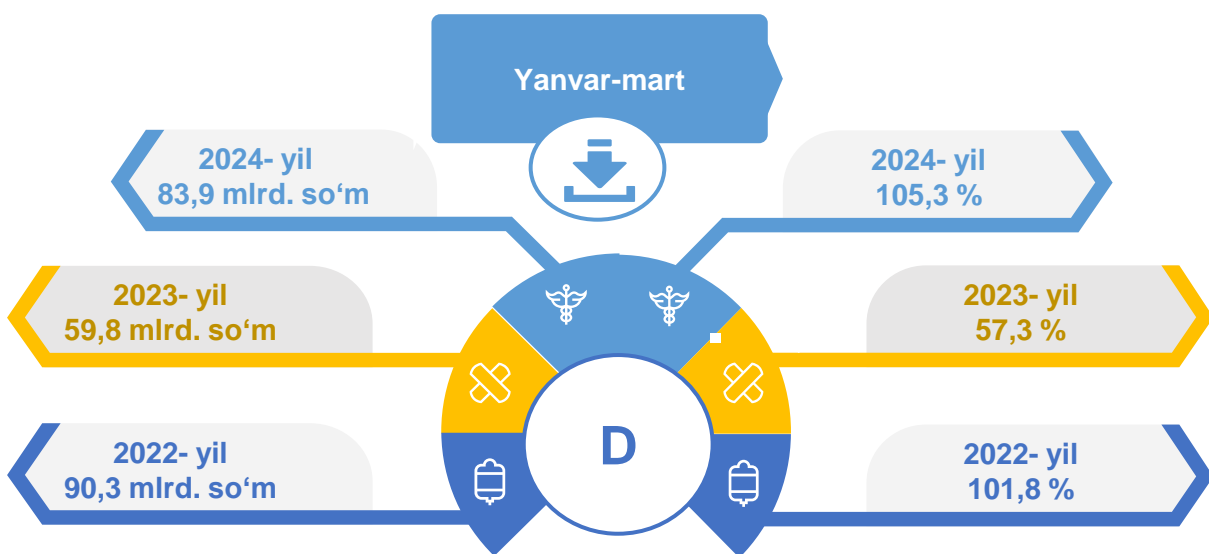 Yanvar-mart
2024- yil
83,9 mlrd. so‘m
2024- yil
105,3 %
2023- yil
59,8 mlrd. so‘m
2023- yil
57,3 %
2022- yil
90,3 mlrd. so‘m
2022- yil
101,8 %
D